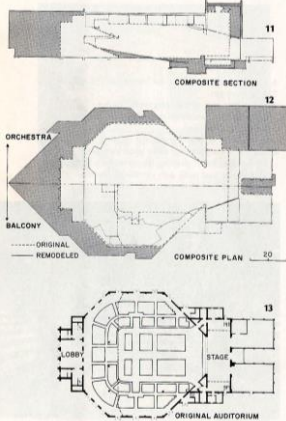 11
COMPOSITE SECTION
12
ORCHESTRA
BALCONY
------ ORIGINAL
—— REMODELED
COMPOSITE PLAN
20
13
LOBBY
STAGE
ORIGINAL AUDITORIUM